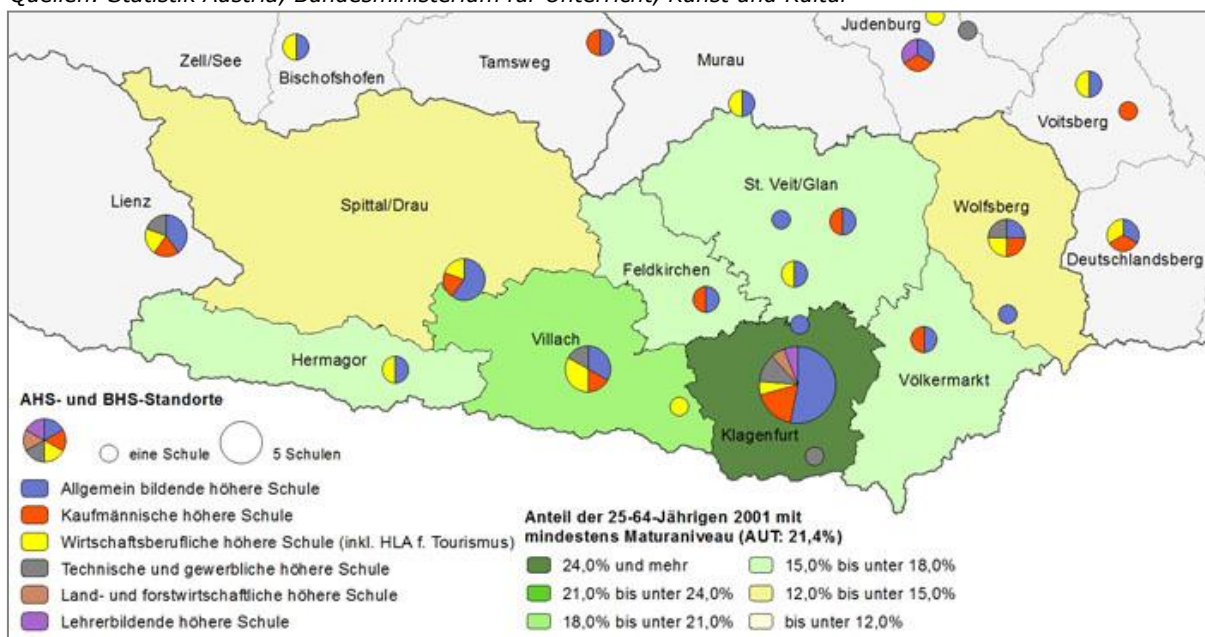 Quellen: Statistik Austria, Bundesministerium für Unterricht, Kunst und Kultur
Judenburg
Zell/See
Bischofshofen
Tamsweg
Murau
Voitsberg
Lienz
Spittal/Drau
St. Veit/Glan
Wolfsberg
Deutschlandsberg
Feldkirchen
Hermagor
Villach
Völkermarkt
Klagenfurt
AHS- und BHS-Standorte
eine Schule
5 Schulen
Allgemein bildende höhere Schule
Kaufmännische höhere Schule
Wirtschaftsberufliche höhere Schule (inkl. HLA f. Tourismus)
Technische und gewerbliche höhere Schule
Land- und forstwirtschaftliche höhere Schule
Lehrerbildende höhere Schule
Anteil der 25-64-Jährigen 2001 mit
mindestens Maturaniveau (AUT: 21,4%)
24,0% und mehr
21,0% bis unter 24,0%
18,0% bis unter 21,0%
15,0% bis unter 18,0%
12,0% bis unter 15,0%
bis unter 12,0%